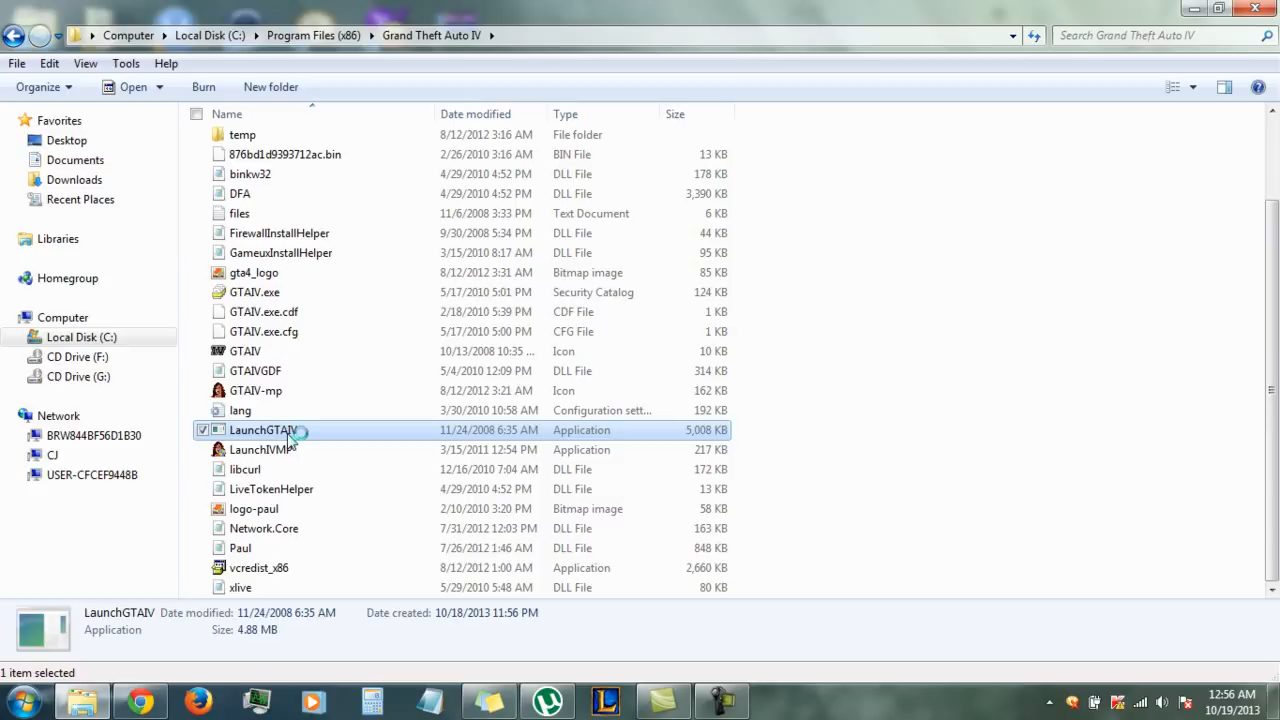 Computer Local Disk (C:) Program Files (x86) Grand Theft Auto IV Search Grand Theft Auto IV
File Edit View Tools Help
Organize Open Burn New folder
Name Date modified Type Size
Favorites
Desktop
Documents
Downloads
Recent Places
Libraries
Homegroup
Computer
Local Disk (C:)
CD Drive (F:)
CD Drive (G:)
Network
BRW844BF56D1B30
CJ
USER-CFCEF9448B
temp 8/12/2012 3:16 AM File folder
876bd1d9393712ac.bin 2/26/2010 3:16 AM BIN File 13 KB
binkw32 4/29/2010 4:52 PM DLL File 178 KB
DFA 4/29/2010 4:52 PM DLL File 3,390 KB
files 11/6/2008 3:33 PM Text Document 6 KB
FirewallInstallHelper 9/30/2008 5:34 PM DLL File 44 KB
GameuxInstallHelper 3/15/2010 8:17 AM DLL File 95 KB
gta4_logo 8/12/2012 3:31 AM Bitmap image 85 KB
GTAIV.exe 5/17/2010 5:01 PM Security Catalog 124 KB
GTAIV.exe.cdf 2/18/2010 5:39 PM CDF File 1 KB
GTAIV.exe.cfg 5/17/2010 5:00 PM CFG File 1 KB
GTAIV 10/13/2008 10:35 ... Icon 10 KB
GTAIVGDF 5/4/2010 12:09 PM DLL File 314 KB
GTAIV-mp 8/12/2012 3:21 AM Icon 162 KB
lang 3/30/2010 10:58 AM Configuration sett... 192 KB
LaunchGTAIV 11/24/2008 6:35 AM Application 5,008 KB
LaunchIVMP 3/15/2011 12:54 PM Application 217 KB
libcurl 12/16/2010 7:04 AM DLL File 172 KB
LiveTokenHelper 4/29/2010 4:52 PM DLL File 13 KB
logo-paul 2/10/2010 3:20 PM Bitmap image 58 KB
Network.Core 7/31/2012 12:03 PM DLL File 163 KB
Paul 7/26/2012 1:46 AM DLL File 848 KB
vcredist_x86 8/12/2012 1:00 AM Application 2,660 KB
xlive 5/29/2010 5:48 AM DLL File 80 KB
LaunchGTAIV Date modified: 11/24/2008 6:35 AM Date created: 10/18/2013 11:56 PM
Application Size: 4.88 MB
1 item selected
12:56 AM
10/19/2013